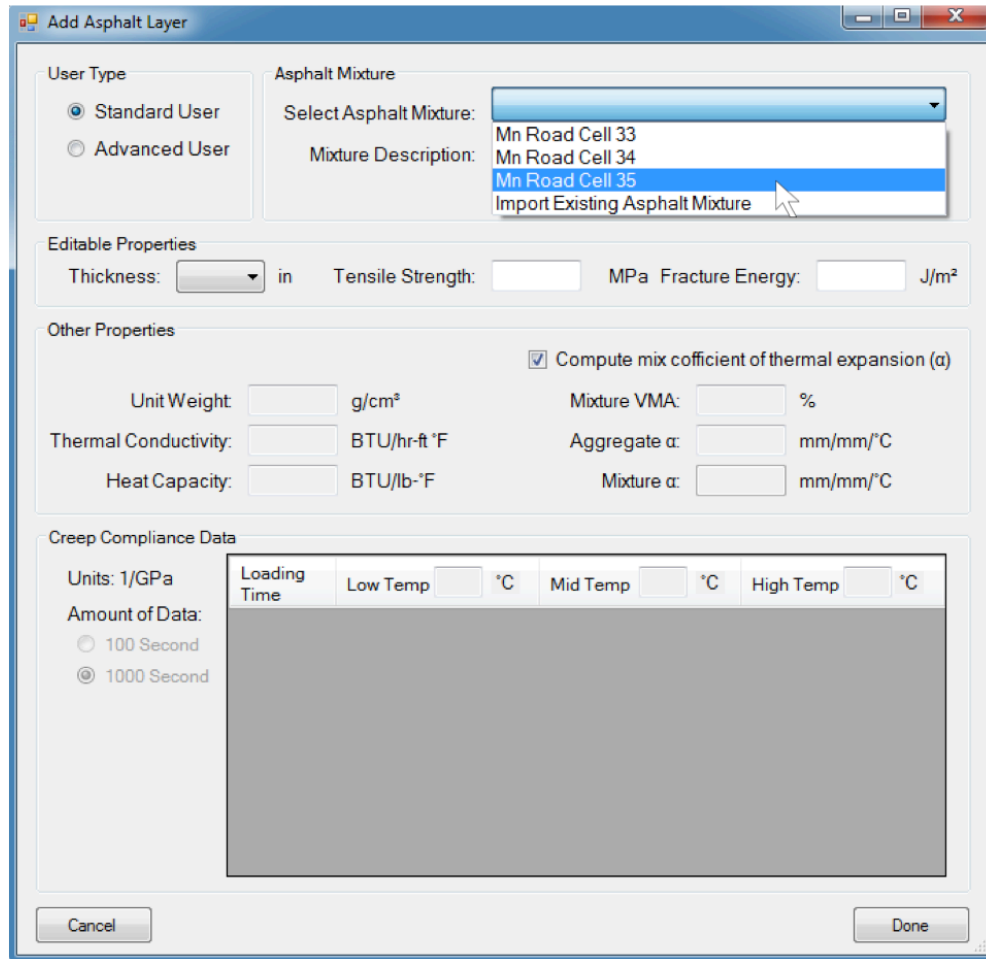 Add Asphalt Layer
User Type
Standard User
Advanced User
Asphalt Mixture
Select Asphalt Mixture:
Mn Road Cell 33
Mn Road Cell 34
Mixture Description:
Mn Road Cell 35
Import Existing Asphalt Mixture
Editable Properties
Thickness: in Tensile Strength: MPa Fracture Energy: J/m²
Other Properties
Compute mix cofficient of thermal expansion (α)
Unit Weight: g/cm³ Mixture VMA: %
Thermal Conductivity: BTU/hr-ft °F Aggregate α: mm/mm/°C
Heat Capacity: BTU/lb-°F Mixture α: mm/mm/°C
Creep Compliance Data
Units: 1/GPa
Amount of Data:
100 Second
1000 Second
Loading
Time
Low Temp °C Mid Temp °C High Temp °C
Cancel
Done